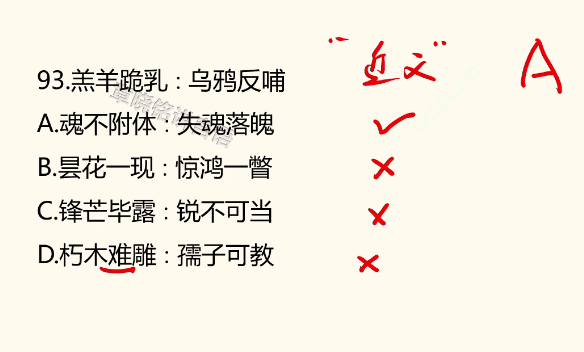 "近义" A
93.羔羊跪乳：乌鸦反哺
A.魂不附体：失魂落魄
B.昙花一现：惊鸿一瞥
C.锋芒毕露：锐不可当
D.朽木难雕：孺子可教